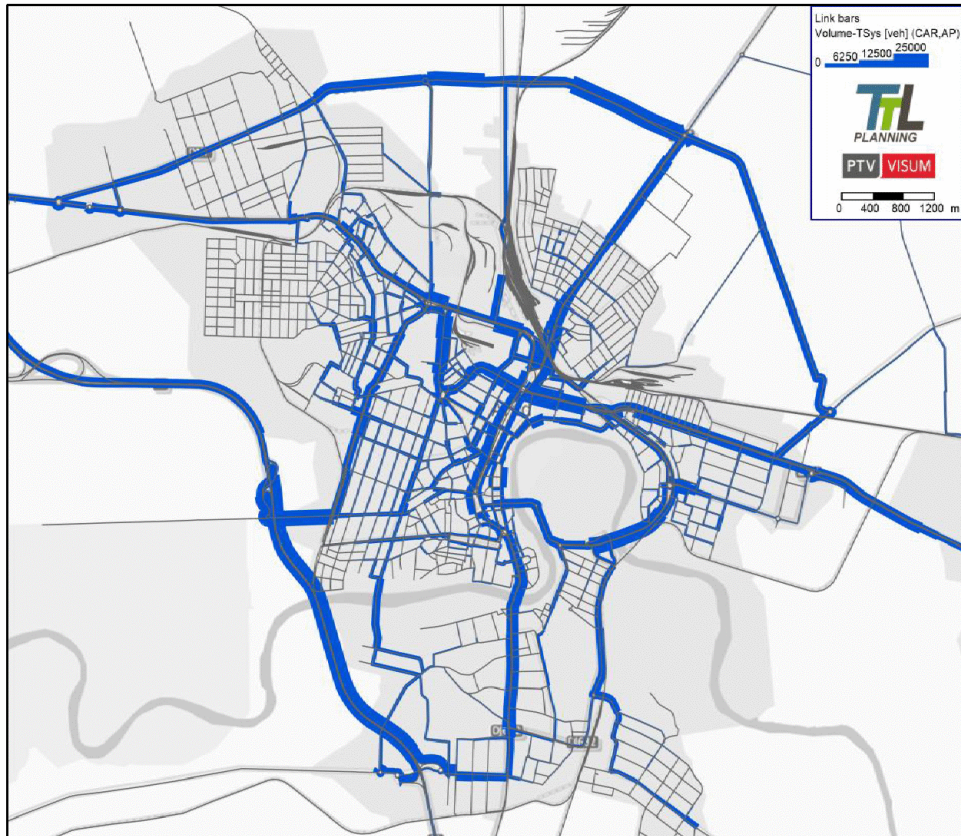 Link bars
Volume-TSys [veh] (CAR,AP)
0 6250 12500 25000
TTL
PLANNING
PTV VISUM
0 400 800 1200 m